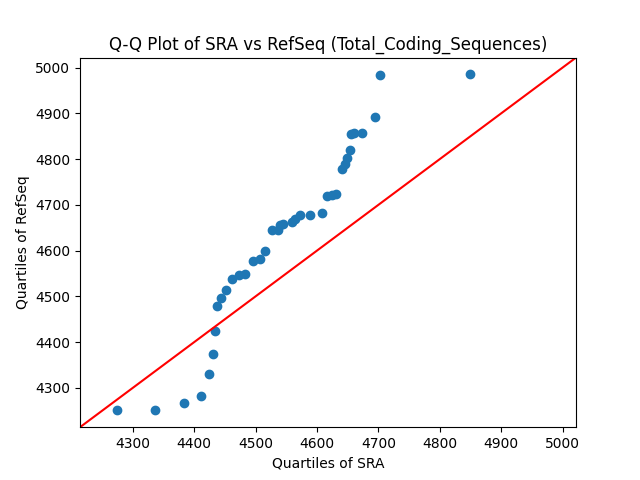 Q-Q Plot of SRA vs RefSeq (Total_Coding_Sequences)
5000
4900
4800
4700
4600
4500
4400
4300
Quartiles of RefSeq
4300 4400 4500 4600 4700 4800 4900 5000
Quartiles of SRA